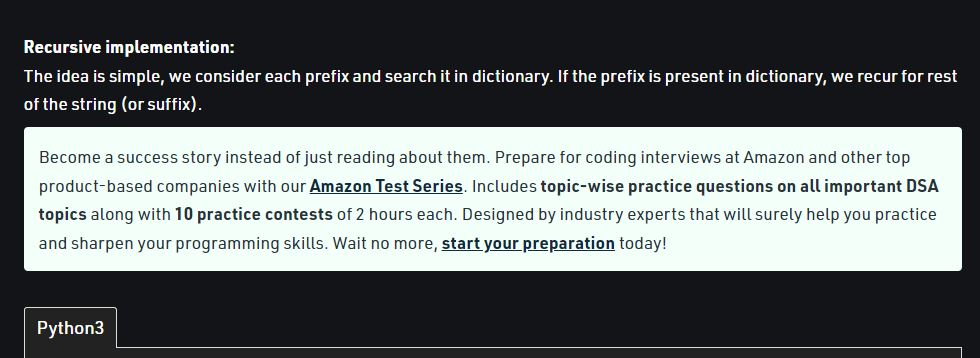 Recursive implementation:
The idea is simple, we consider each prefix and search it in dictionary. If the prefix is present in dictionary, we recur for rest
of the string (or suffix).
Become a success story instead of just reading about them. Prepare for coding interviews at Amazon and other top
product-based companies with our Amazon Test Series. Includes topic-wise practice questions on all important DSA
topics along with 10 practice contests of 2 hours each. Designed by industry experts that will surely help you practice
and sharpen your programming skills. Wait no more, start your preparation today!
Python3